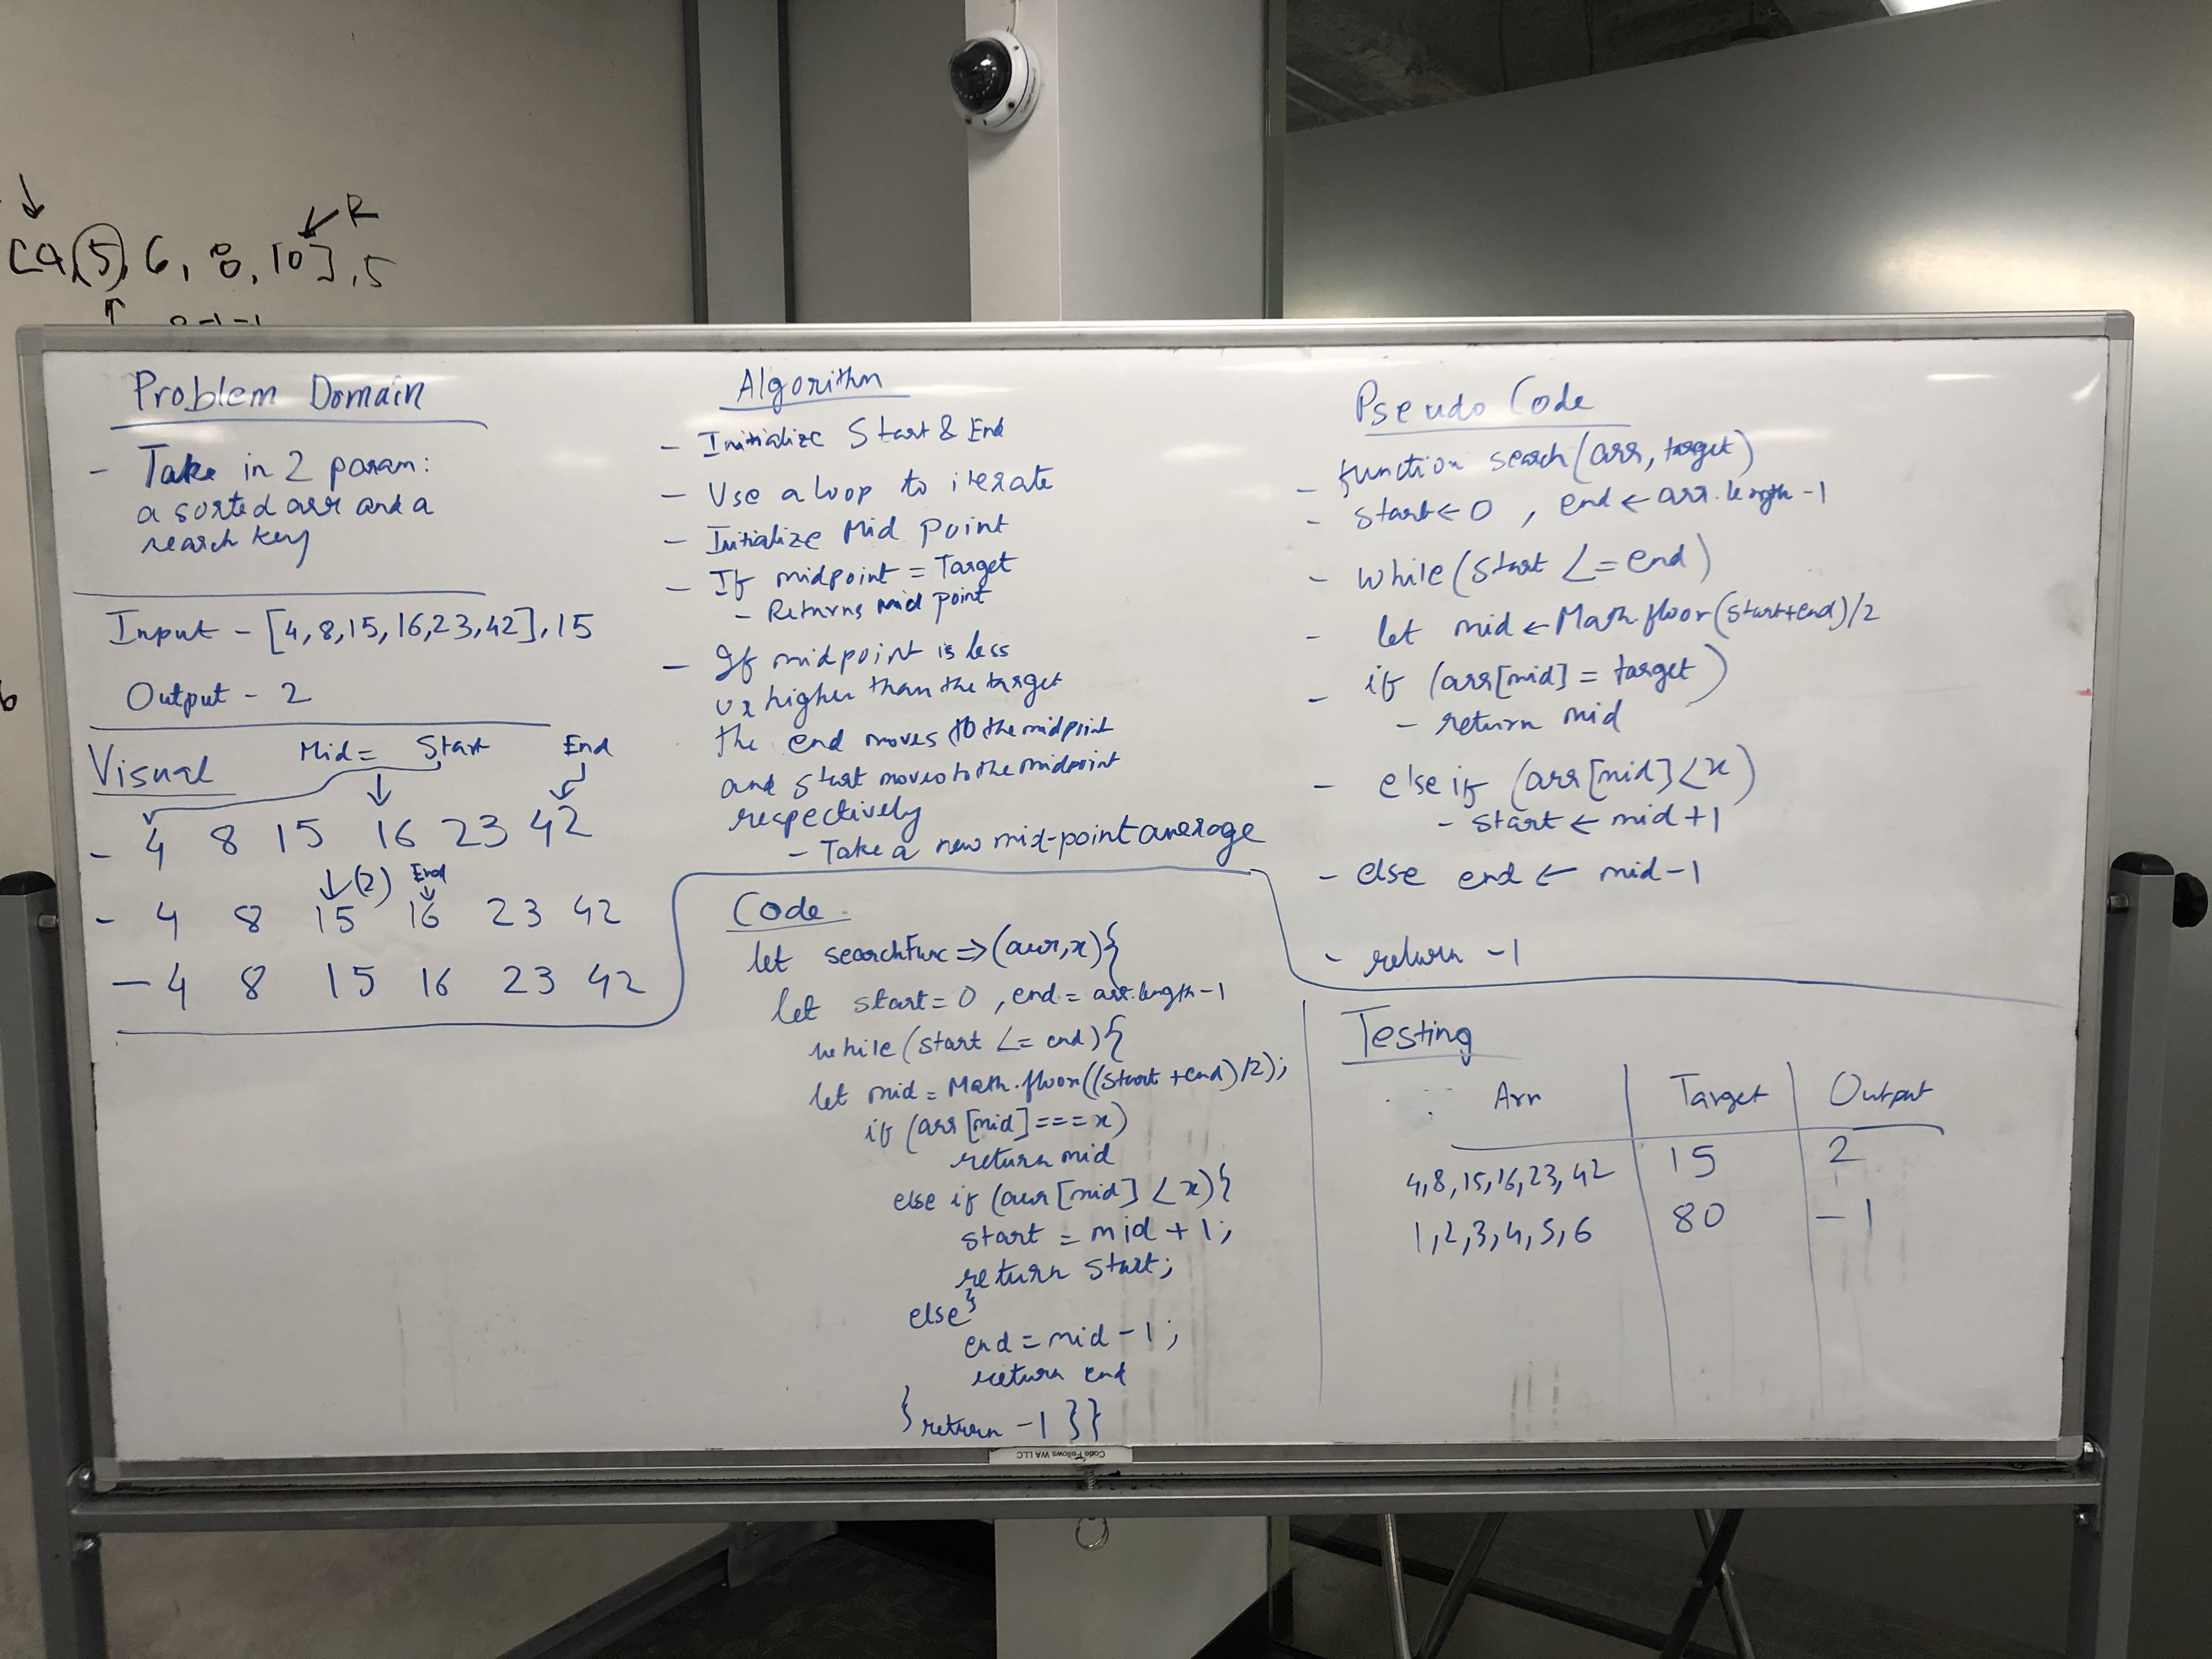 R
[4,5,6,8,10],5
Problem Domain
- Take in 2 param:
a sorted arr and a
search key
Input - [4,8,15,16,23,42],15
Output - 2
Visual
Mid= Start End
- 4 8 15 16 23 42
(2) End
- 4 8 15 16 23 42
- 4 8 15 16 23 42
Algorithm
- Initialize Start & End
- Use a loop to iterate
- Initialize Mid Point
- If midpoint = Target
- Returns mid point
- If midpoint is less
or higher than the target
the end moves to the midpoint
and start moves to the midpoint
respectively
- Take a new mid-point average
Code
let searchFunc => (arr,x){
let start=0, end = arr.length-1
while(start <= end){
let mid = Math.floor((start+end)/2);
if (arr[mid]===x)
return mid
else if (arr[mid] < x){
start = mid + 1;
return start;
else}
end = mid - 1;
return end
}return -1 }}
Pseudo Code
- function search(arr, target)
- start ← 0, end ← arr.length-1
- while(start <= end)
- let mid ← Math.floor(start+end)/2
- if (arr[mid] = target)
- return mid
- else if (arr[mid] < x)
- start ← mid+1
- else end ← mid-1
- return -1
Testing
Arr Target Output
4,8,15,16,23,42 15 2
1,2,3,4,5,6 80 -1
Code Fellows WA LLC